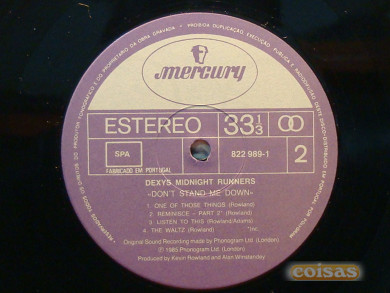 mercury
ESTEREO 33 1/3
SPA 822 989-1 2
FABRICADO EM PORTUGAL
DEXYS MIDNIGHT RUNNERS
«DON'T STAND ME DOWN»
1. ONE OF THOSE THINGS (Rowland)
2. REMINISCE - PART 2* (Rowland)
3. LISTEN TO THIS (Rowland/Adams)
4. THE WALTZ (Rowland) *Inc.
Original Sound Recording made by Phonogram Ltd. (London)
℗ 1985 Phonogram Ltd. (London)
Produced by Kevin Rowland and Alan Winstanley
coisas